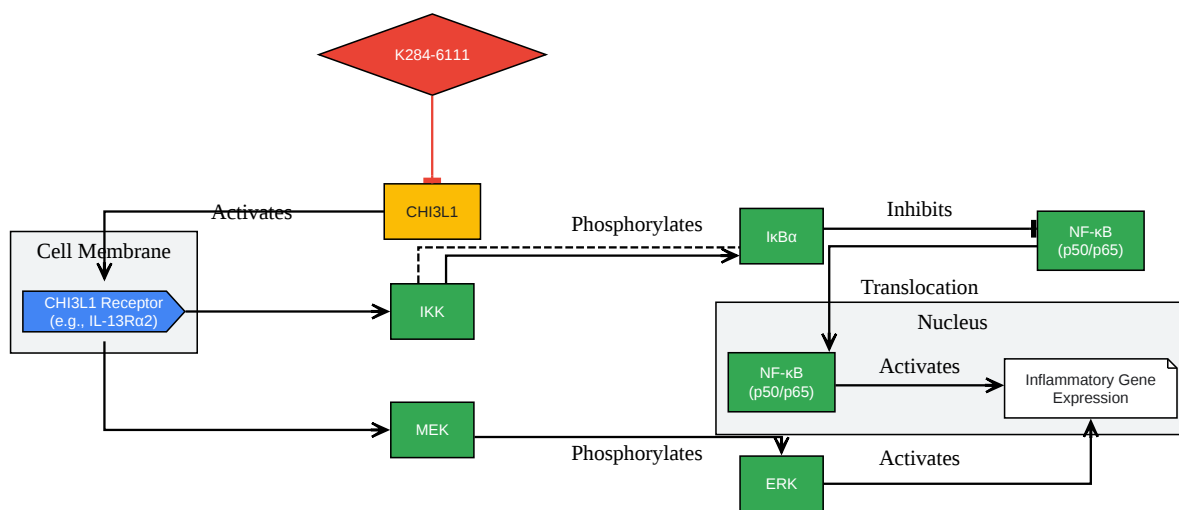 K284-6111
CHI3L1
Activates
Cell Membrane
CHI3L1 Receptor
(e.g., IL-13Rα2)
IKK
Phosphorylates
IκBα
Inhibits
NF-κB
(p50/p65)
Translocation
Nucleus
NF-κB
(p50/p65)
Activates
Inflammatory Gene
Expression
MEK
Phosphorylates
ERK
Activates